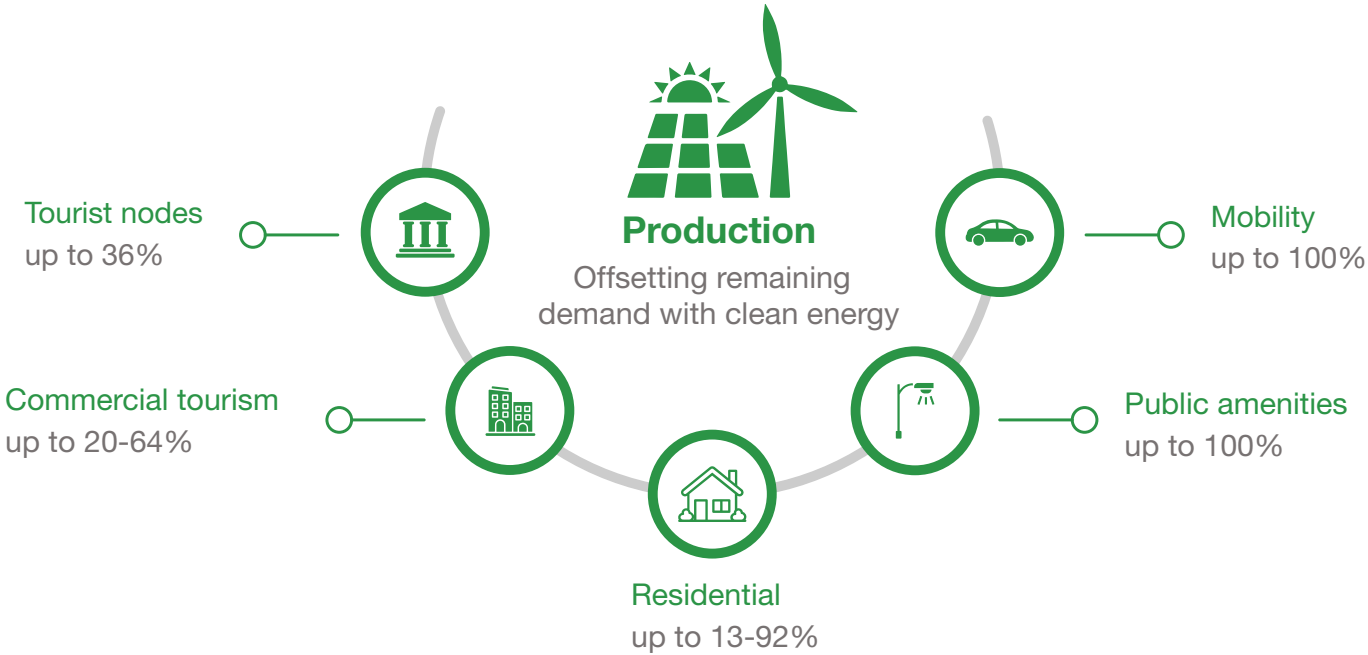 Production
Offsetting remaining
demand with clean energy
Tourist nodes
up to 36%
Commercial tourism
up to 20-64%
Residential
up to 13-92%
Public amenities
up to 100%
Mobility
up to 100%